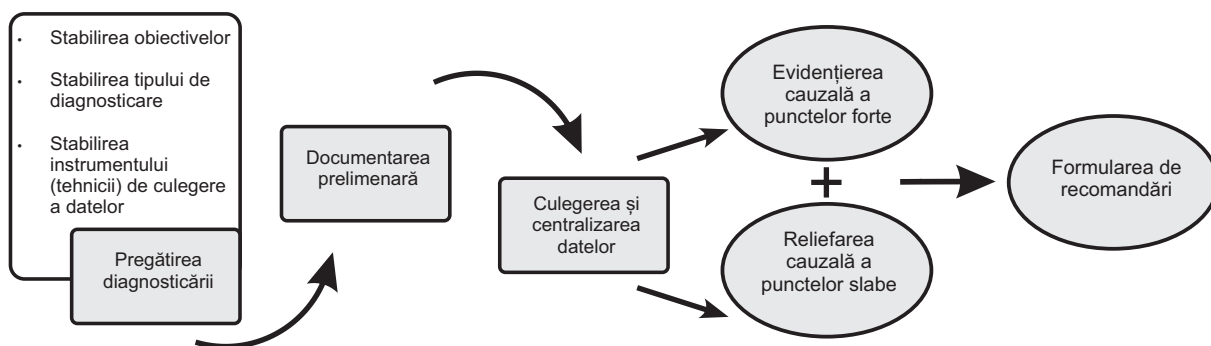 • Stabilirea obiectivelor
• Stabilirea tipului de
diagnosticare
• Stabilirea
instrumentului
(tehnicii) de culegere
a datelor
Pregătirea
diagnosticării
Documentarea
prelimenară
Culegerea și
centralizarea
datelor
Evidențierea
cauzală a
punctelor forte
+
Reliefarea
cauzală a
punctelor slabe
Formularea de
recomandări